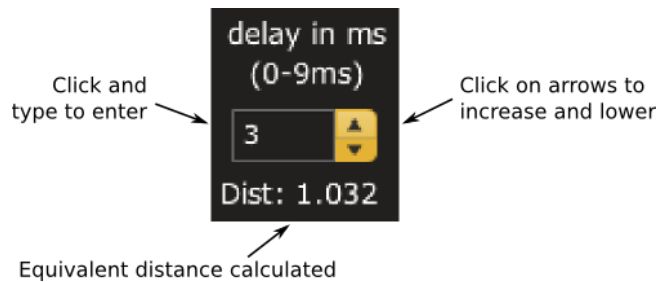 delay in ms
(0-9ms)
Click and
type to enter
3
Click on arrows to
increase and lower
Dist: 1.032
Equivalent distance calculated